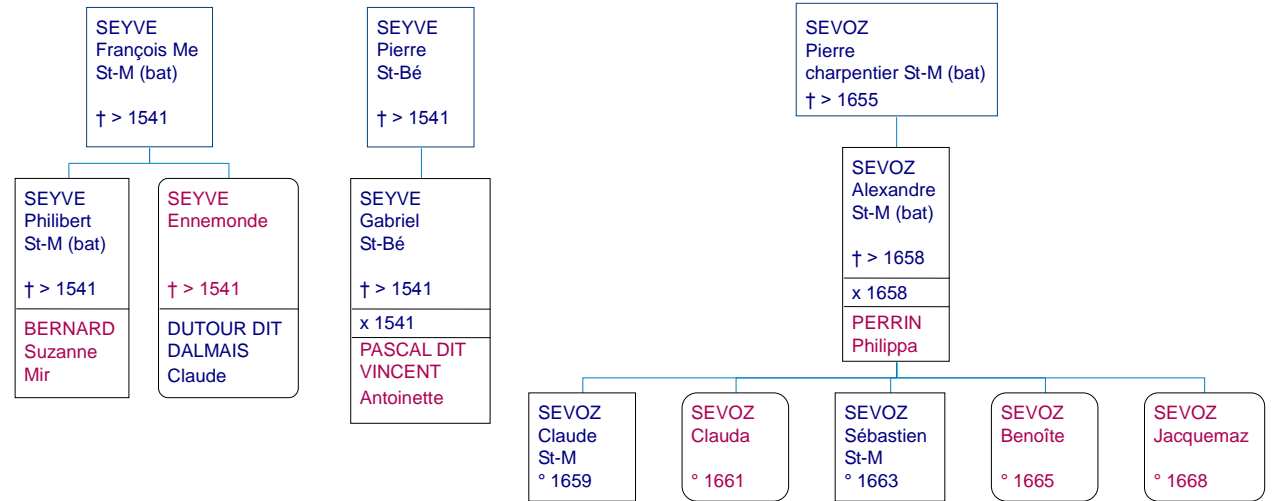 SEYVE
François Me
St-M (bat)
† > 1541
SEYVE
Philibert
St-M (bat)
† > 1541
BERNARD
Suzanne
Mir
SEYVE
Ennemonde
† > 1541
DUTOUR DIT
DALMAIS
Claude
SEYVE
Pierre
St-Bé
† > 1541
SEYVE
Gabriel
St-Bé
† > 1541
x 1541
PASCAL DIT
VINCENT
Antoinette
SEVOZ
Pierre
charpentier St-M (bat)
† > 1655
SEVOZ
Alexandre
St-M (bat)
† > 1658
x 1658
PERRIN
Philippa
SEVOZ
Claude
St-M
° 1659
SEVOZ
Clauda
° 1661
SEVOZ
Sébastien
St-M
° 1663
SEVOZ
Benoîte
° 1665
SEVOZ
Jacquemaz
° 1668